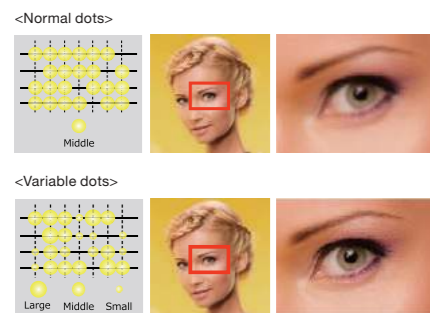 <Normal dots>
Middle
<Variable dots>
Large Middle Small